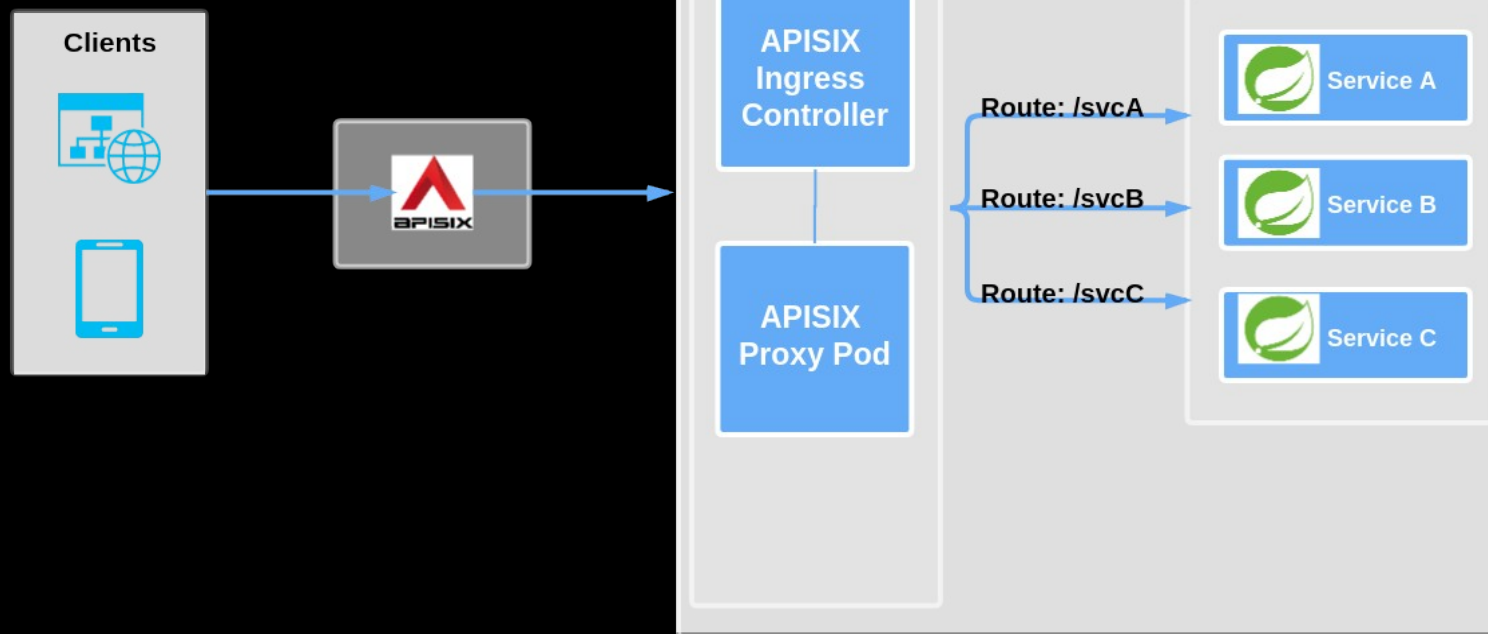 Clients
APISIX
APISIX
Ingress
Controller
APISIX
Proxy Pod
Route: /svcA
Route: /svcB
Route: /svcC
Service A
Service B
Service C